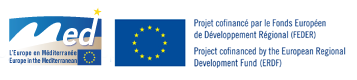 Med
L'Europe en Méditerranée
Europe in the Mediterranean
Projet cofinancé par le Fonds Européen
de Développement Régional (FEDER)
Project cofinanced by the European Regional
Development Fund (ERDF)